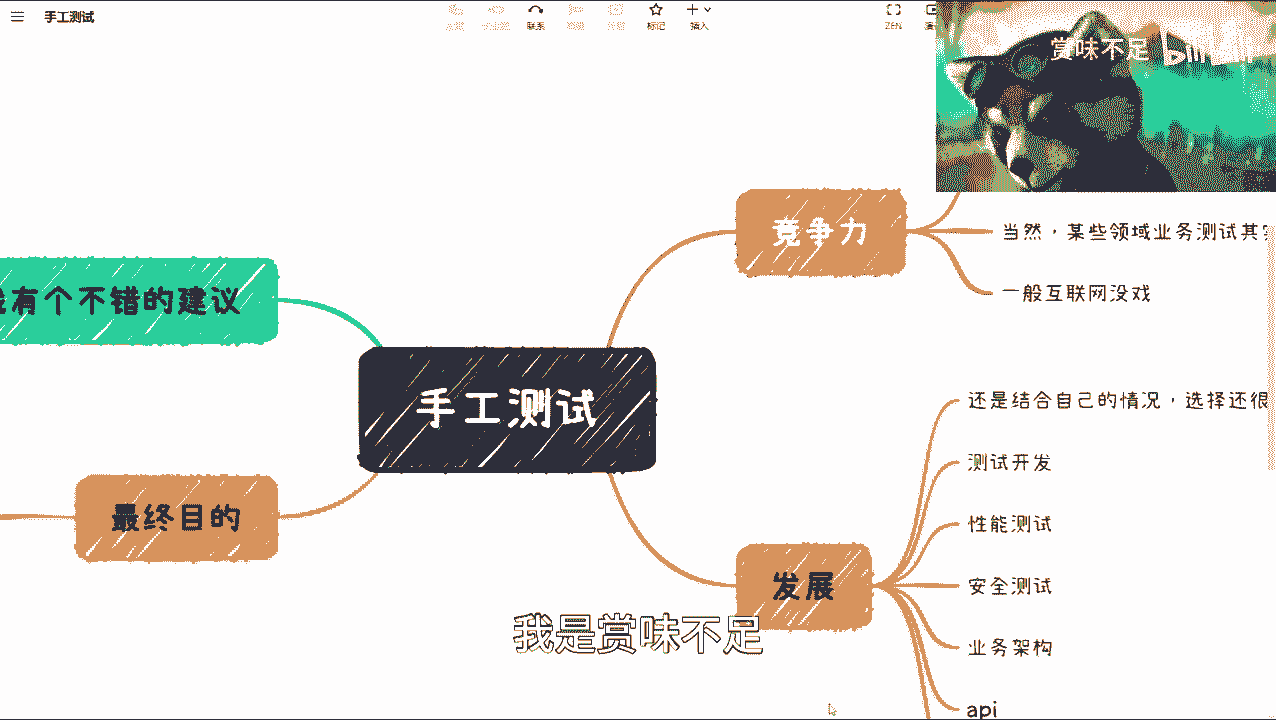 手工测试
联系
标记
插入
ZEN
赏味不足 bilibili
竞争力
当然，某些领域业务测试其实
一般互联网没戏
有个不错的建议
手工测试
最终目的
发展
还是结合自己的情况，选择还很
测试开发
性能测试
安全测试
业务架构
api
我是赏味不足